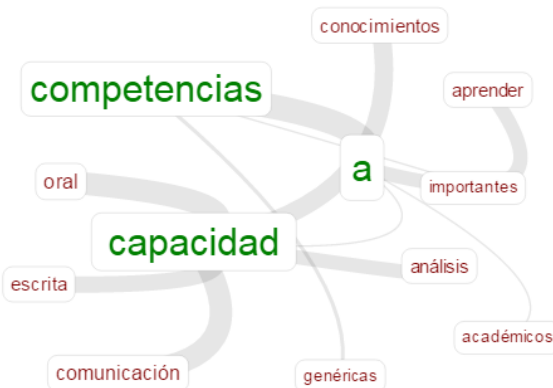 conocimientos
competencias
aprender
a
oral
importantes
capacidad
análisis
escrita
académicos
comunicación
genéricas